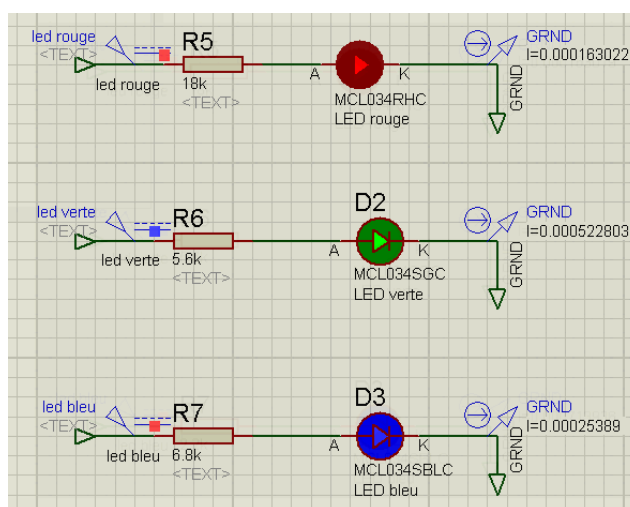 led rouge
<TEXT>
led rouge
R5
18k
<TEXT>
A
K
MCL034RHC
LED rouge
GRND
I=0.000163022
GRND
led verte
<TEXT>
led verte
R6
5.6k
<TEXT>
D2
A
K
MCL034SGC
LED verte
GRND
I=0.000522803
GRND
led bleu
<TEXT>
led bleu
R7
6.8k
<TEXT>
D3
A
K
MCL034SBLC
LED bleu
GRND
I=0.00025389
GRND